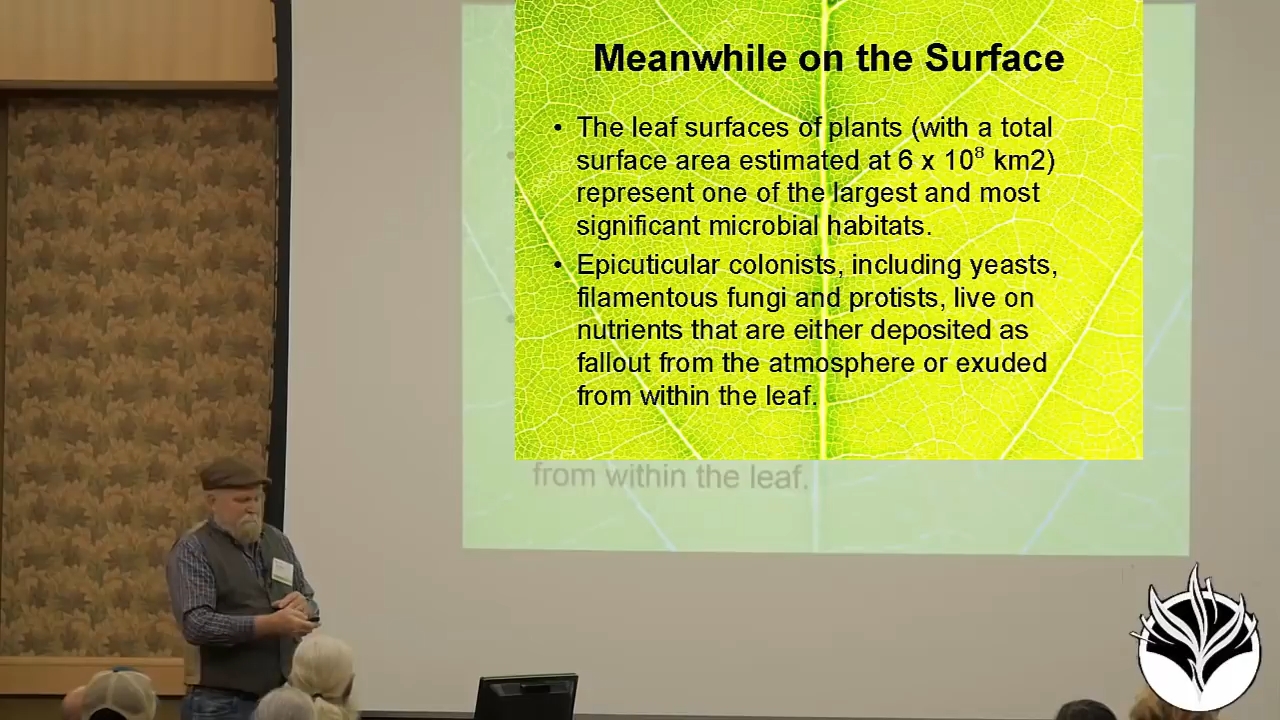 Meanwhile on the Surface
• The leaf surfaces of plants (with a total
surface area estimated at 6 x 10⁸ km2)
represent one of the largest and most
significant microbial habitats.
• Epicuticular colonists, including yeasts,
filamentous fungi and protists, live on
nutrients that are either deposited as
fallout from the atmosphere or exuded
from within the leaf.
from within the leaf.